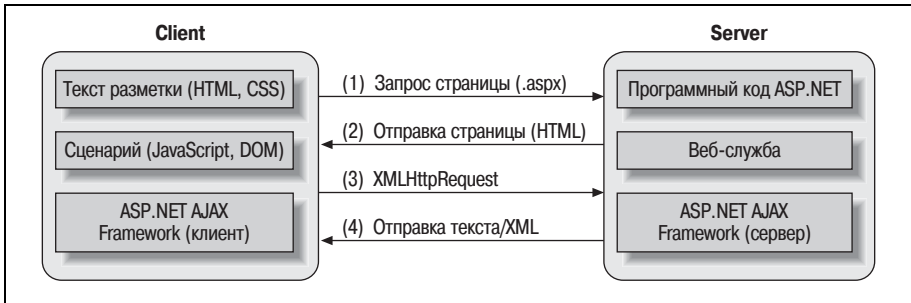 Client
Server
Текст разметки (HTML, CSS)
(1) Запрос страницы (.aspx)
Программный код ASP.NET
(2) Отправка страницы (HTML)
Сценарий (JavaScript, DOM)
Веб-служба
(3) XMLHttpRequest
ASP.NET AJAX
Framework (клиент)
ASP.NET AJAX
Framework (сервер)
(4) Отправка текста/XML